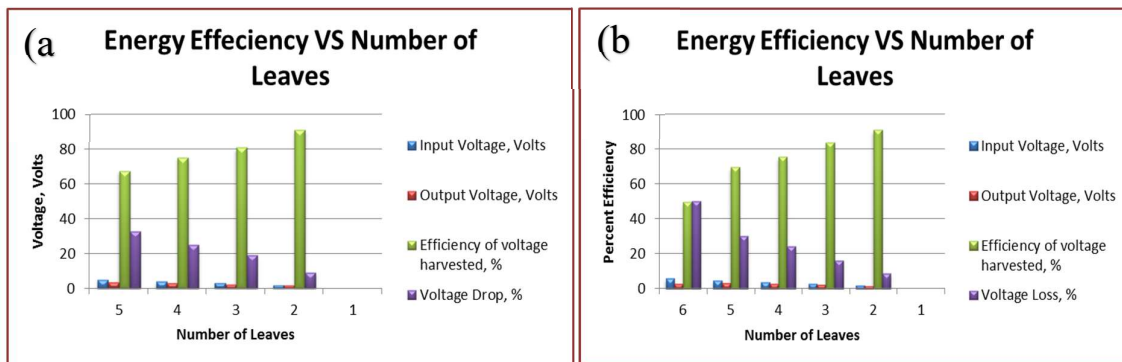 (a
Energy Effeciency VS Number of
Leaves
Voltage, Volts
100
80
60
40
20
0
5 4 3 2 1
Number of Leaves
Input Voltage, Volts
Output Voltage, Volts
Efficiency of voltage
harvested, %
Voltage Drop, %
(b
Energy Efficiency VS Number of
Leaves
Percent Efficiency
100
80
60
40
20
0
6 5 4 3 2 1
Number of Leaves
Input Voltage, Volts
Output Voltage, Volts
Efficiency of voltage
harvested, %
Voltage Loss, %